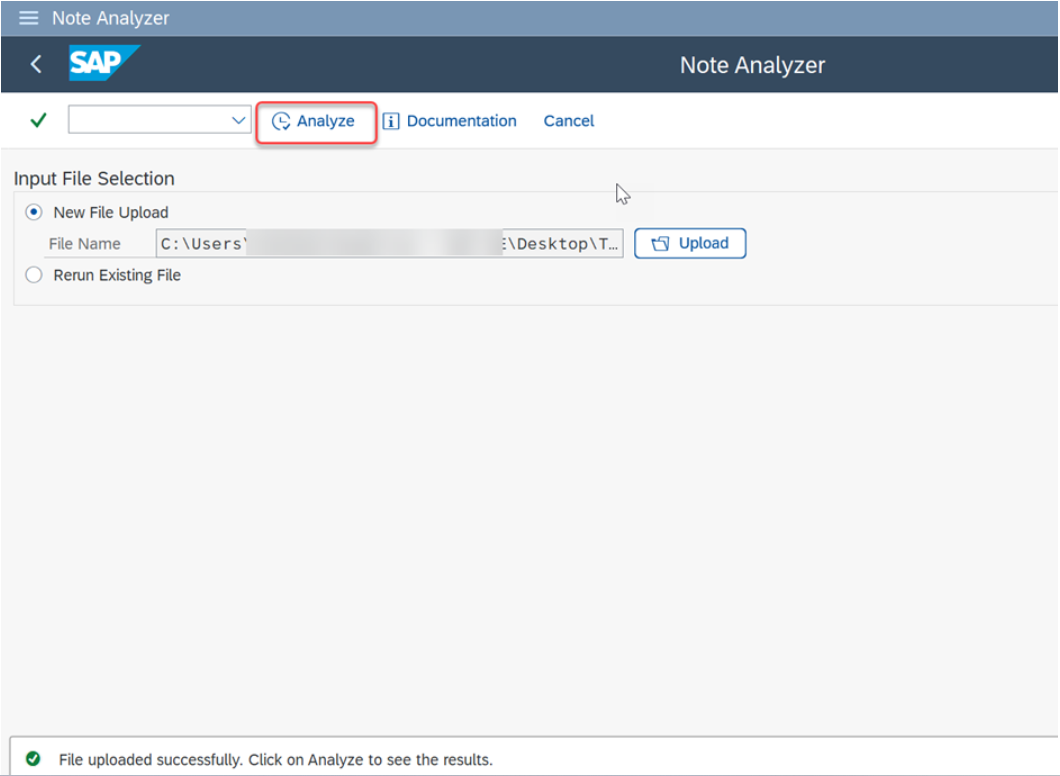 Note Analyzer
SAP Note Analyzer
Analyze Documentation Cancel
Input File Selection
New File Upload
File Name C:\Users\ E\Desktop\T… Upload
Rerun Existing File
File uploaded successfully. Click on Analyze to see the results.